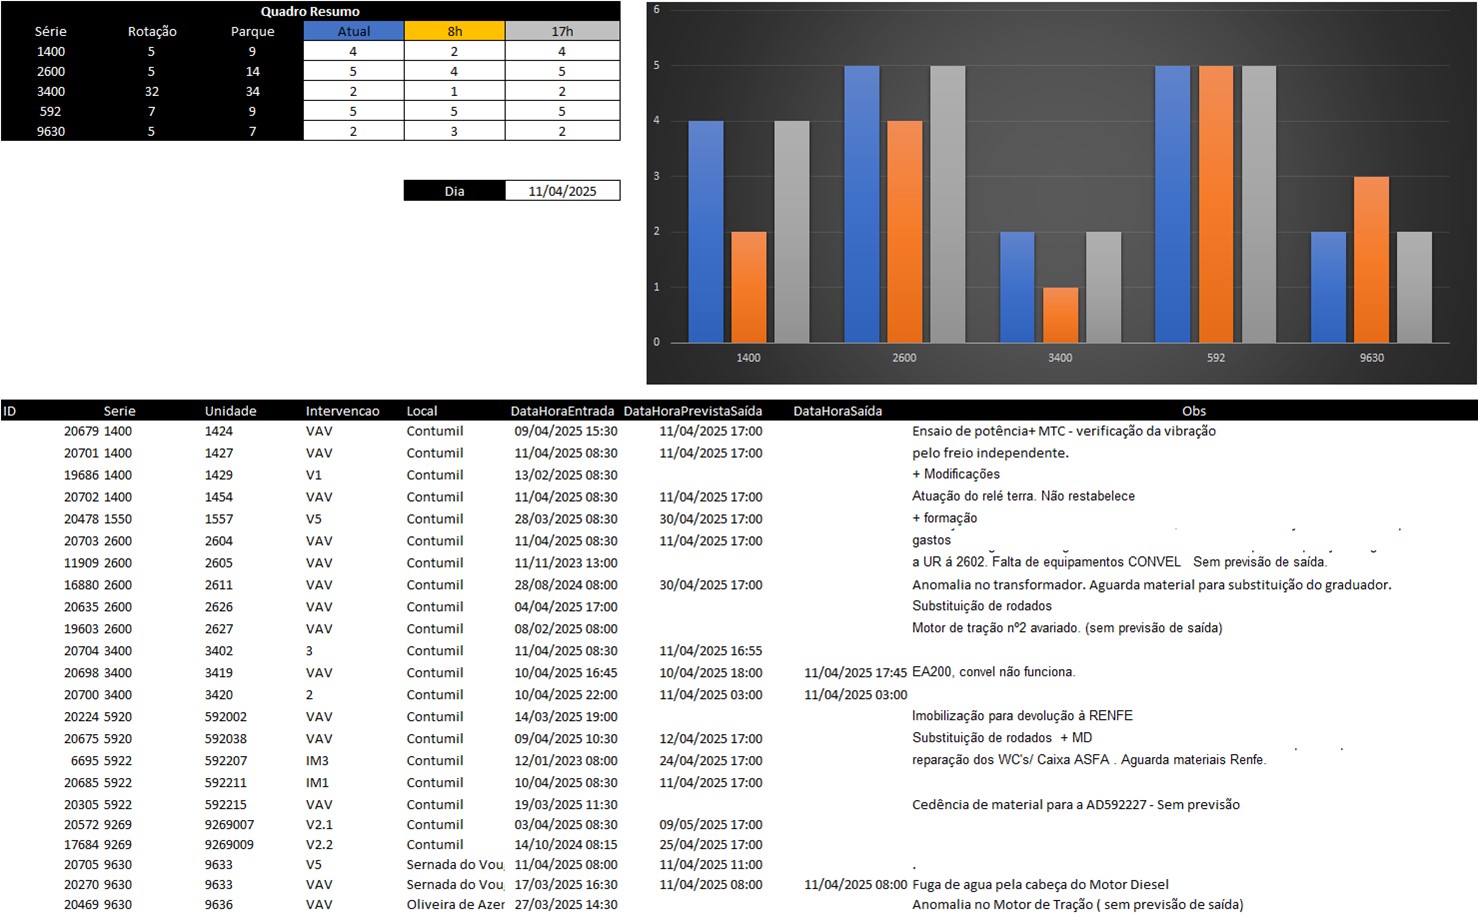 Quadro Resumo
Série Rotação Parque Atual 8h 17h
1400 5 9 4 2 4
2600 5 14 5 4 5
3400 32 34 2 1 2
592 7 9 5 5 5
9630 5 7 2 3 2
Dia 11/04/2025
6
5
4
3
2
1
0
1400 2600 3400 592 9630
ID Serie Unidade Intervencao Local DataHoraEntrada DataHoraPrevistaSaída DataHoraSaída Obs
20679 1400 1424 VAV Contumil 09/04/2025 15:30 11/04/2025 17:00 Ensaio de potência+ MTC - verificação da vibração
20701 1400 1427 VAV Contumil 11/04/2025 08:30 11/04/2025 17:00 pelo freio independente.
19686 1400 1429 V1 Contumil 13/02/2025 08:30 + Modificações
20702 1400 1454 VAV Contumil 11/04/2025 08:30 11/04/2025 17:00 Atuação do relé terra. Não restabelece
20478 1550 1557 V5 Contumil 28/03/2025 08:30 30/04/2025 17:00 + formação
20703 2600 2604 VAV Contumil 11/04/2025 08:30 11/04/2025 17:00 gastos
11909 2600 2605 VAV Contumil 11/11/2023 13:00 a UR á 2602. Falta de equipamentos CONVEL Sem previsão de saída.
16880 2600 2611 VAV Contumil 28/08/2024 08:00 30/04/2025 17:00 Anomalia no transformador. Aguarda material para substituição do graduador.
20635 2600 2626 VAV Contumil 04/04/2025 17:00 Substituição de rodados
19603 2600 2627 VAV Contumil 08/02/2025 08:00 Motor de tração nº2 avariado. (sem previsão de saída)
20704 3400 3402 3 Contumil 11/04/2025 08:30 11/04/2025 16:55
20698 3400 3419 VAV Contumil 10/04/2025 16:45 10/04/2025 18:00 11/04/2025 17:45 EA200, convel não funciona.
20700 3400 3420 2 Contumil 10/04/2025 22:00 11/04/2025 03:00 11/04/2025 03:00
20224 5920 592002 VAV Contumil 14/03/2025 19:00 Imobilização para devolução à RENFE
20675 5920 592038 VAV Contumil 09/04/2025 10:30 12/04/2025 17:00 Substituição de rodados + MD
6695 5922 592207 IM3 Contumil 12/01/2023 08:00 24/04/2025 17:00 reparação dos WC's/ Caixa ASFA . Aguarda materiais Renfe.
20685 5922 592211 IM1 Contumil 10/04/2025 08:30 11/04/2025 17:00
20305 5922 592215 VAV Contumil 19/03/2025 11:30 Cedência de material para a AD592227 - Sem previsão
20572 9269 9269007 V2.1 Contumil 03/04/2025 08:30 09/05/2025 17:00
17684 9269 9269009 V2.2 Contumil 14/10/2024 08:15 25/04/2025 17:00
20705 9630 9633 V5 Sernada do Vou 11/04/2025 08:00 11/04/2025 11:00 .
20270 9630 9633 VAV Sernada do Vou 17/03/2025 16:30 11/04/2025 08:00 11/04/2025 08:00 Fuga de agua pela cabeça do Motor Diesel
20469 9630 9636 VAV Oliveira de Azer 27/03/2025 14:30 Anomalia no Motor de Tração ( sem previsão de saída)